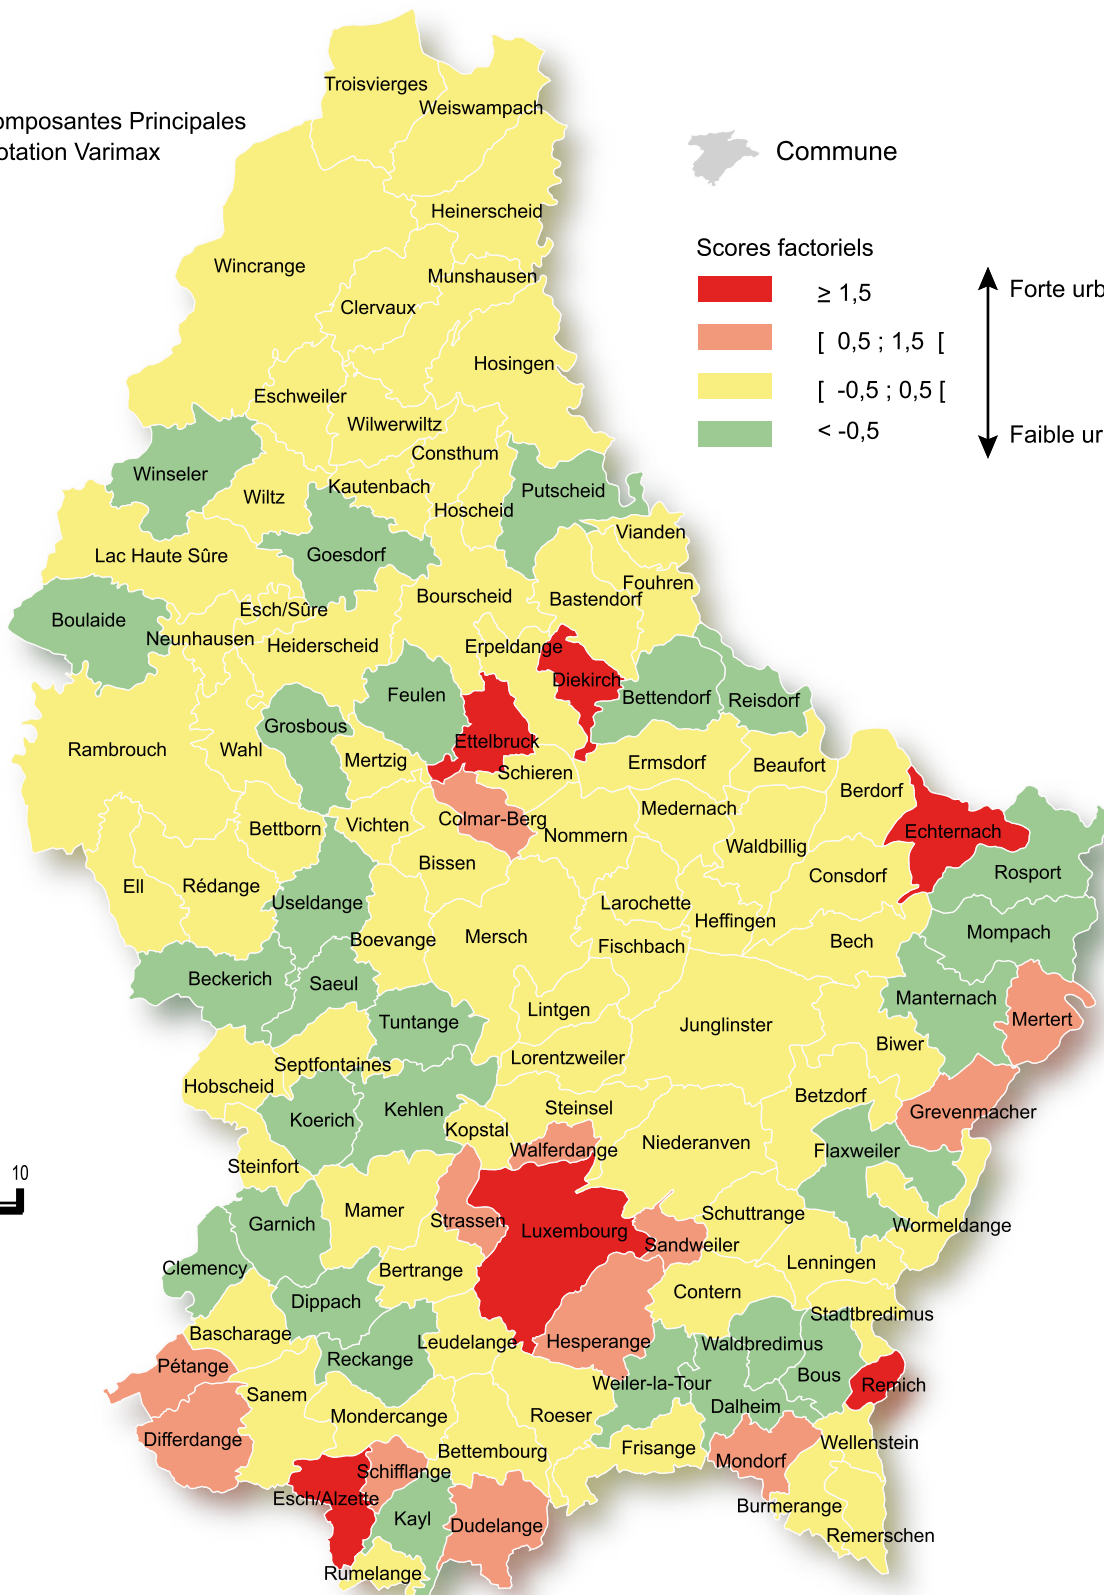 Troisvierges
Weiswampach
omposantes Principales
otation Varimax
Commune
Heinerscheid
Scores factoriels
Wincrange
Munshausen
≥ 1,5
Forte urb
Clervaux
[ 0,5 ; 1,5 [
Hosingen
[ -0,5 ; 0,5 [
Eschweiler
Wilwerwiltz
< -0,5
Faible ur
Consthum
Winseler
Kautenbach
Putscheid
Wiltz
Hoscheid
Vianden
Lac Haute Sûre
Goesdorf
Fouhren
Bourscheid
Bastendorf
Esch/Sûre
Boulaide
Neunhausen
Heiderscheid
Erpeldange
Diekirch
Feulen
Bettendorf
Reisdorf
Grosbous
Ettelbruck
Rambrouch
Wahl
Mertzig
Schieren
Ermsdorf
Beaufort
Berdorf
Medernach
Colmar-Berg
Bettborn
Vichten
Nommern
Echternach
Waldbillig
Bissen
Consdorf
Rosport
Ell
Rédange
Useldange
Larochette
Heffingen
Mompach
Boevange
Mersch
Fischbach
Bech
Beckerich
Saeul
Manternach
Lintgen
Mertert
Tuntange
Junglinster
Biwer
Septfontaines
Lorentzweiler
Hobscheid
Betzdorf
Koerich
Kehlen
Steinsel
Grevenmacher
Kopstal
Niederanven
Walferdange
Flaxweiler
Steinfort
10
Mamer
Schuttrange
Garnich
Strassen
Luxembourg
Wormeldange
Sandweiler
Clemency
Bertrange
Lenningen
Contern
Dippach
Stadtbredimus
Bascharage
Leudelange
Hesperange
Waldbredimus
Reckange
Pétange
Bous
Remich
Weiler-la-Tour
Sanem
Dalheim
Mondercange
Roeser
Differdange
Wellenstein
Bettembourg
Frisange
Mondorf
Schifflange
Esch/Alzette
Burmerange
Kayl
Dudelange
Remerschen
Rumelange